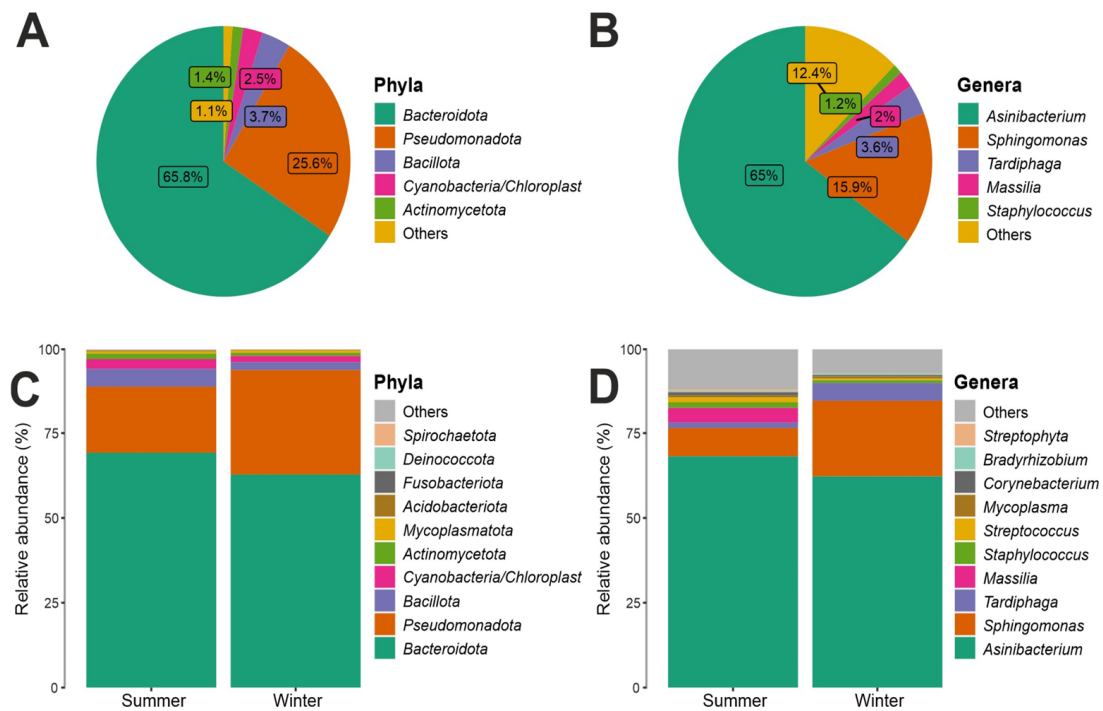 A
1.4%
2.5%
1.1%
3.7%
25.6%
65.8%
Phyla
Bacteroidota
Pseudomonadota
Bacillota
Cyanobacteria/Chloroplast
Actinomycetota
Others
B
12.4%
1.2%
2%
3.6%
65%
15.9%
Genera
Asinibacterium
Sphingomonas
Tardiphaga
Massilia
Staphylococcus
Others
C
Relative abundance (%)
100
75
50
25
0
Summer
Winter
Phyla
Others
Spirochaetota
Deinococcota
Fusobacteriota
Acidobacteriota
Mycoplasmatota
Actinomycetota
Cyanobacteria/Chloroplast
Bacillota
Pseudomonadota
Bacteroidota
D
Relative abundance (%)
100
75
50
25
0
Summer
Winter
Genera
Others
Streptophyta
Bradyrhizobium
Corynebacterium
Mycoplasma
Streptococcus
Staphylococcus
Massilia
Tardiphaga
Sphingomonas
Asinibacterium